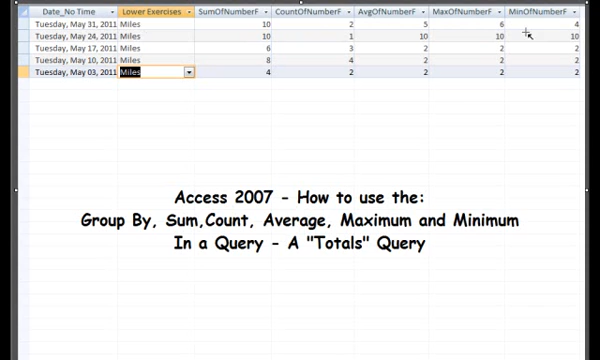 Date_No Time Lower Exercises SumOfNumberF CountOfNumberF AvgOfNumberF MaxOfNumberF MinOfNumberF
Tuesday, May 31, 2011 Miles 10 2 5 6 4
Tuesday, May 24, 2011 Miles 10 1 10 10 10
Tuesday, May 17, 2011 Miles 6 3 2 2 2
Tuesday, May 10, 2011 Miles 8 4 2 2 2
Tuesday, May 03, 2011 Miles 4 2 2 2 2
Access 2007 - How to use the:
Group By, Sum,Count, Average, Maximum and Minimum
In a Query - A "Totals" Query